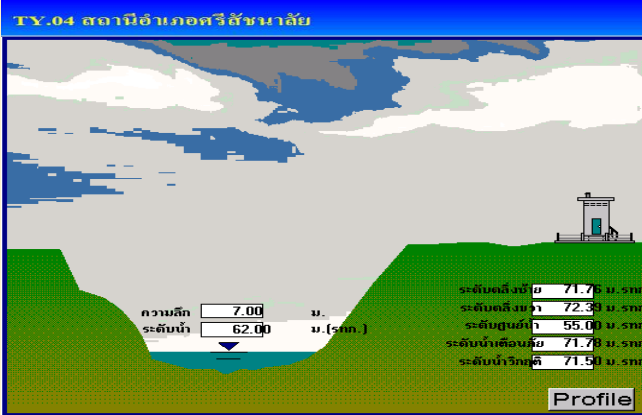 TY.04 สถานีอำเภอศรีสัชนาลัย
ความลึก 7.00 ม.
ระดับน้ำ 62.00 ม.(รทก.)
ระดับตลิ่งซ้าย 71.76 ม.รทก
ระดับตลิ่งขวา 72.39 ม.รทก
ระดับศูนย์น้ำ 55.00 ม.รทก
ระดับน้ำเตือนภัย 71.78 ม.รทก
ระดับน้ำวิกฤติ 71.50 ม.รทก
Profile